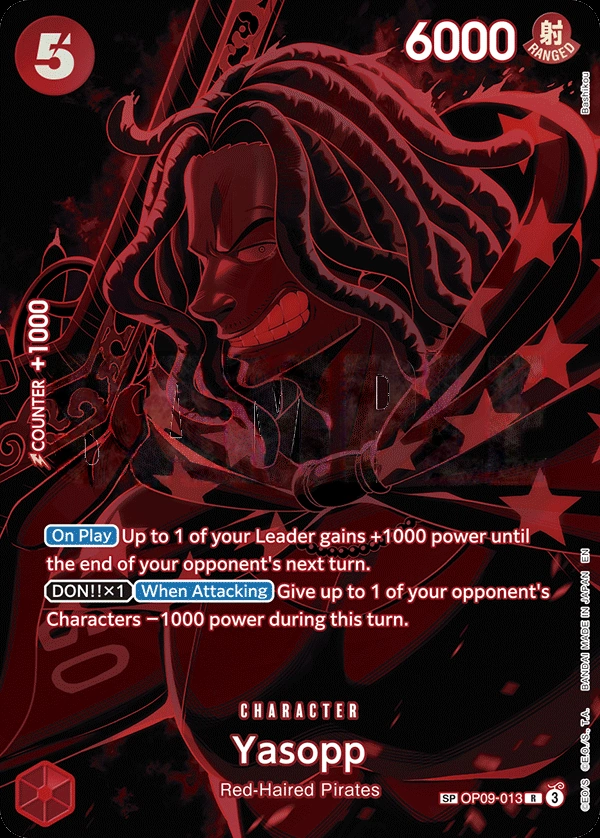 5
6000
射
RANGED
Bashikou
COUNTER +1000
On Play Up to 1 of your Leader gains +1000 power until
the end of your opponent's next turn.
DON!!×1 When Attacking Give up to 1 of your opponent's
Characters −1000 power during this turn.
CHARACTER
Yasopp
Red-Haired Pirates
SP OP09-013 R 3
©E.O./S. T.A. BANDAI MADE IN JAPAN EN